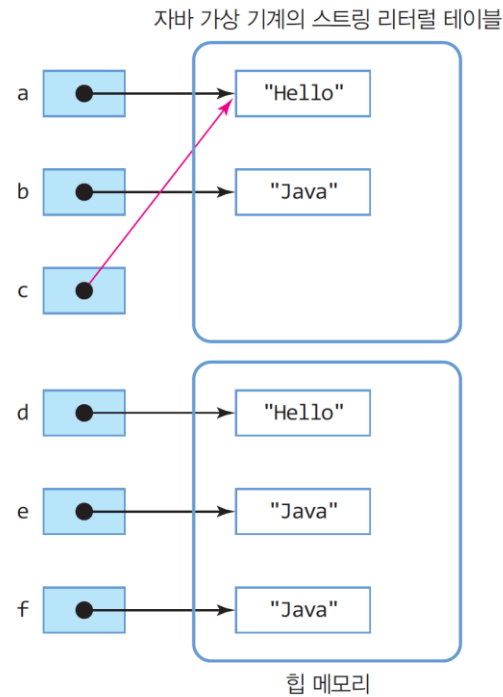 자바 가상 기계의 스트링 리터럴 테이블
a "Hello"
b "Java"
c
d "Hello"
e "Java"
f "Java"
힙 메모리